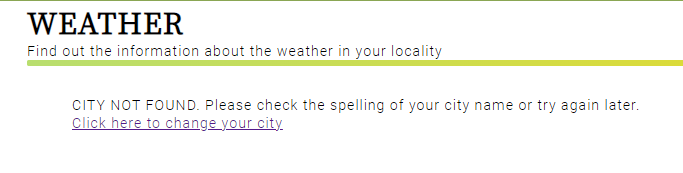 WEATHER
Find out the information about the weather in your locality
CITY NOT FOUND. Please check the spelling of your city name or try again later.
Click here to change your city